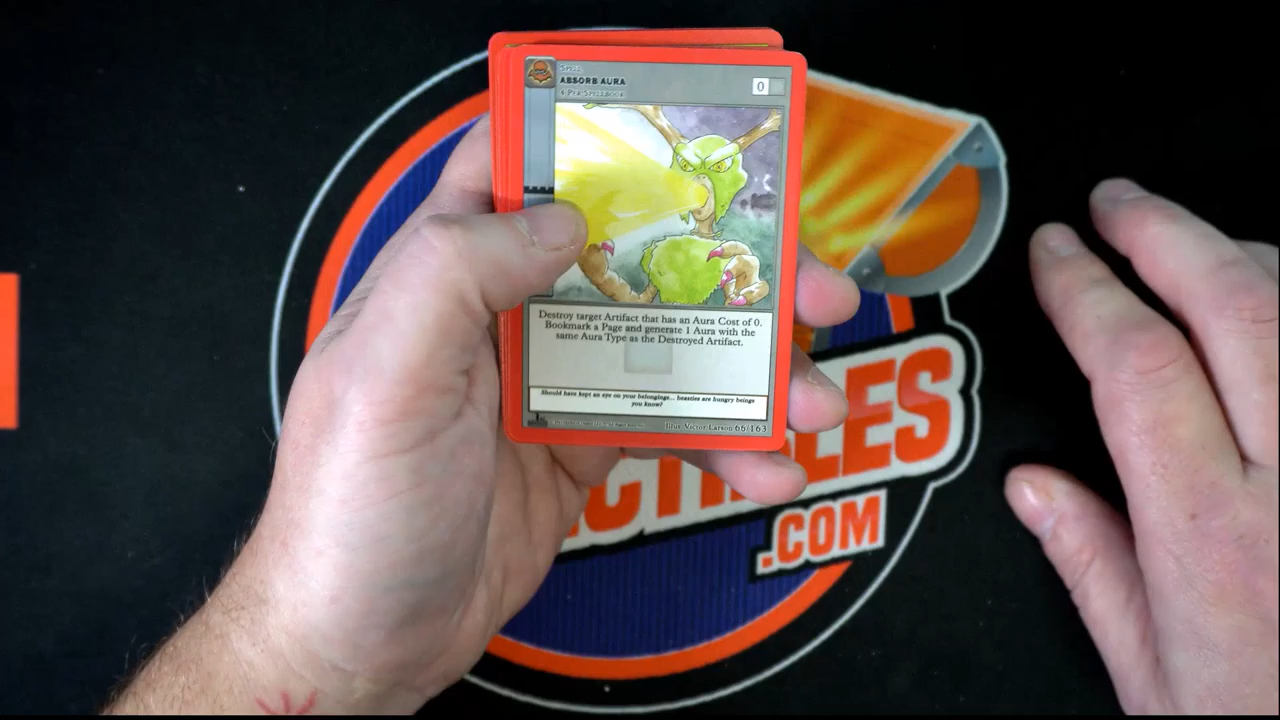 SPELL
ABSORB AURA
4 PER SPELLBOOK
0
Destroy target Artifact that has an Aura Cost of 0.
Bookmark a Page and generate 1 Aura with the
same Aura Type as the Destroyed Artifact.
Should have kept an eye on your belongings... beasties are hungry beings
you know?
Illus Victor Larson 66/163
CTIBLES
.COM